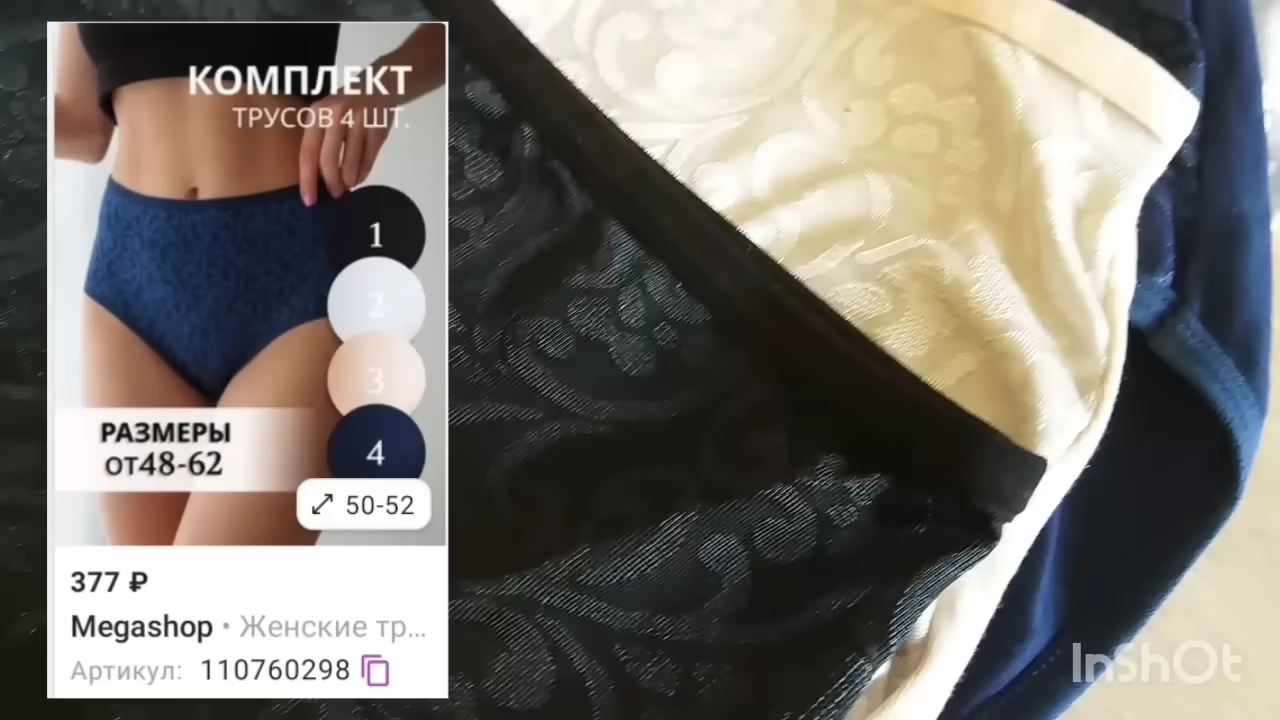 КОМПЛЕКТ
ТРУСОВ 4 ШТ.
1
2
3
4
РАЗМЕРЫ
ОТ48-62
50-52
377 ₽
Megashop • Женские тр...
Артикул: 110760298
InShOt